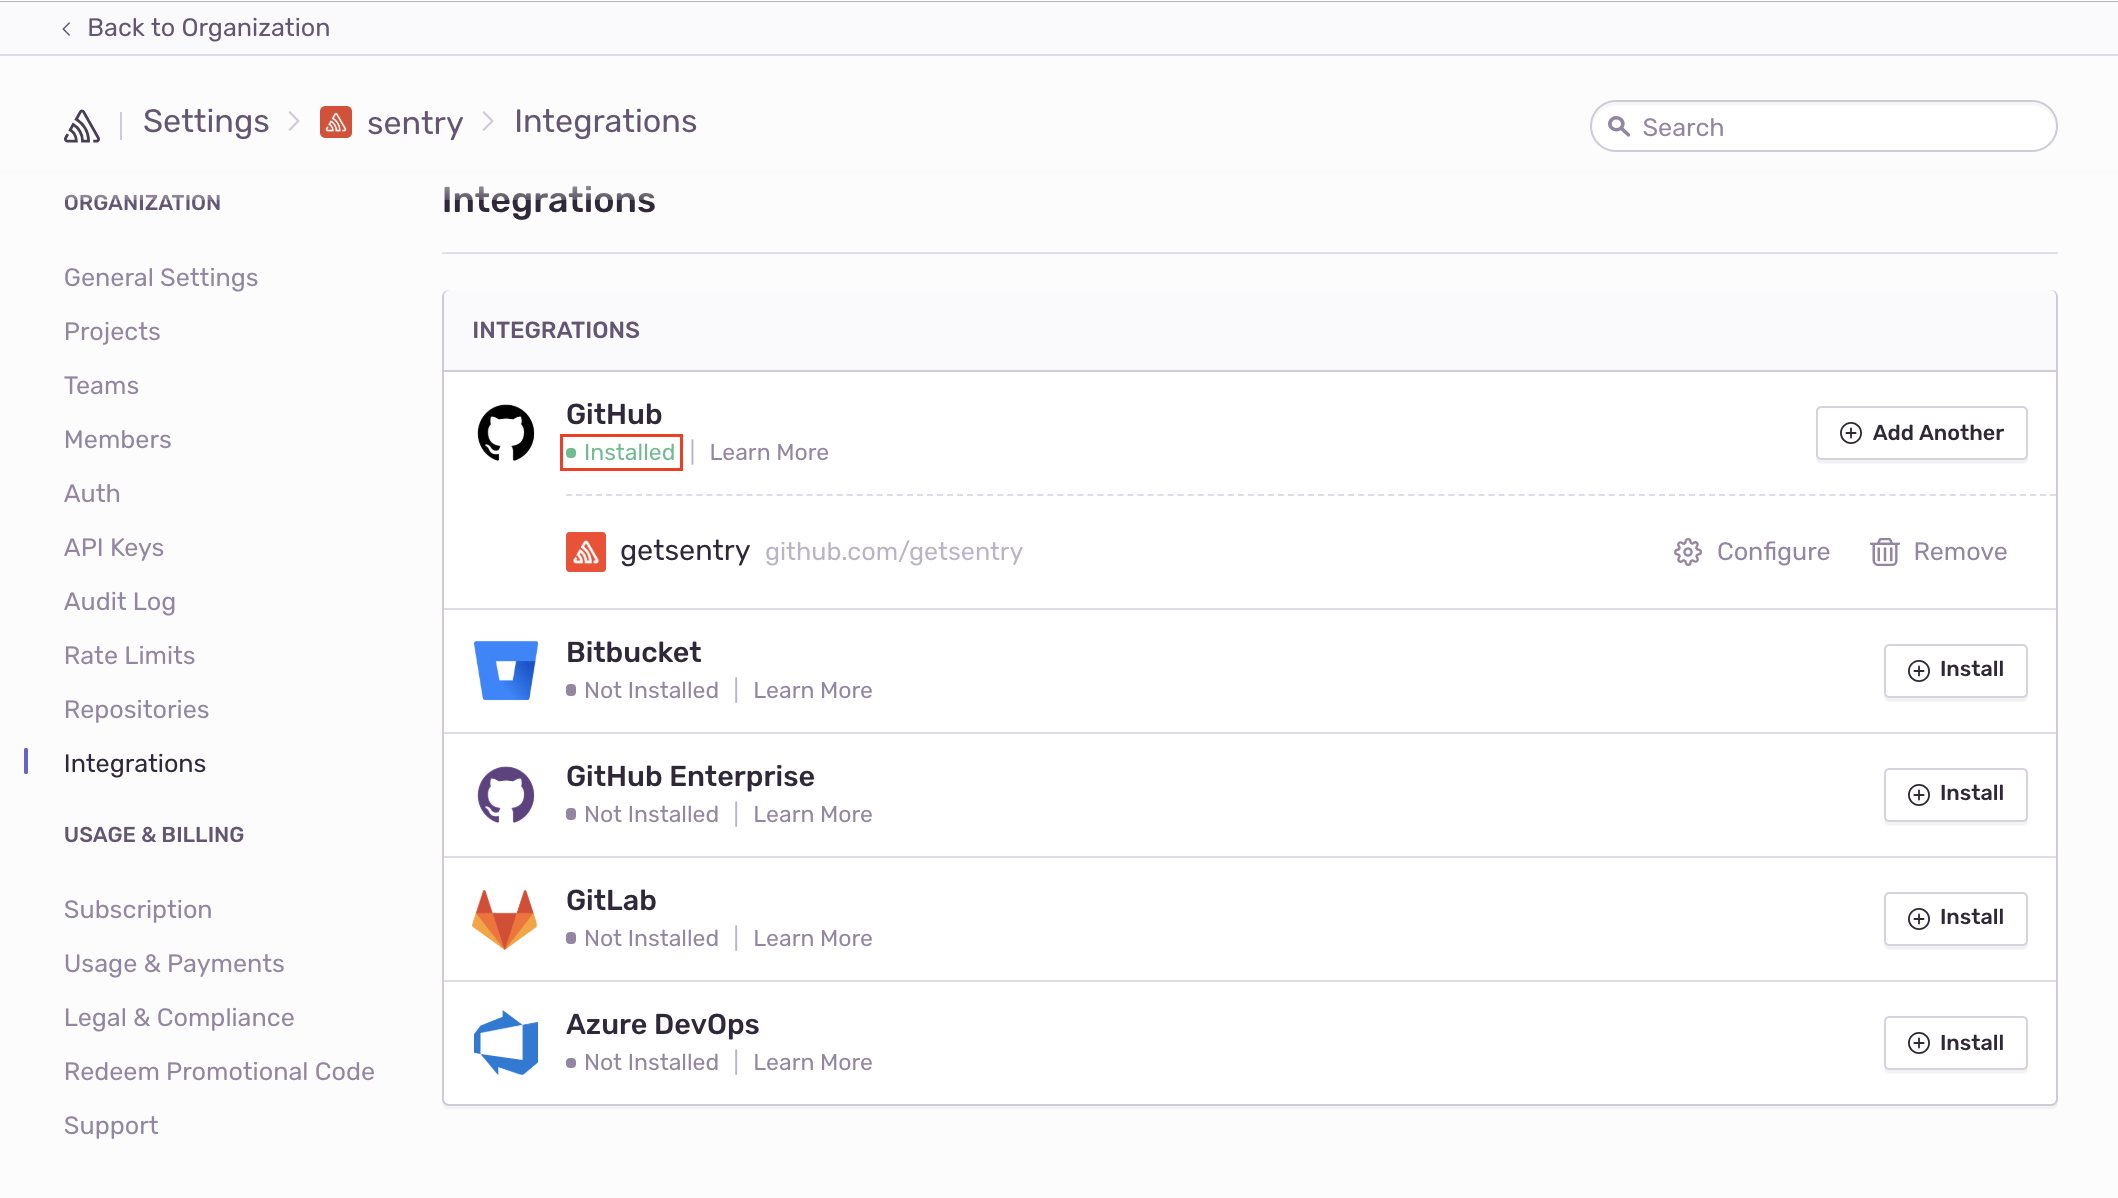 Back to Organization
Settings > sentry > Integrations
Search
ORGANIZATION
General Settings
Projects
Teams
Members
Auth
API Keys
Audit Log
Rate Limits
Repositories
Integrations
USAGE & BILLING
Subscription
Usage & Payments
Legal & Compliance
Redeem Promotional Code
Support
Integrations
INTEGRATIONS
GitHub
Installed | Learn More
Add Another
getsentry github.com/getsentry
Configure Remove
Bitbucket
Not Installed | Learn More
Install
GitHub Enterprise
Not Installed | Learn More
Install
GitLab
Not Installed | Learn More
Install
Azure DevOps
Not Installed | Learn More
Install